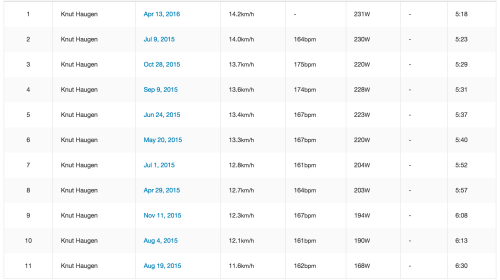 1 Knut Haugen Apr 13, 2016 14.2km/h - 231W - 5:18
2 Knut Haugen Jul 9, 2015 14.0km/h 164bpm 230W - 5:23
3 Knut Haugen Oct 28, 2015 13.7km/h 175bpm 220W - 5:29
4 Knut Haugen Sep 9, 2015 13.6km/h 174bpm 228W - 5:31
5 Knut Haugen Jun 24, 2015 13.4km/h 167bpm 223W - 5:37
6 Knut Haugen May 20, 2015 13.3km/h 167bpm 220W - 5:40
7 Knut Haugen Jul 1, 2015 12.8km/h 161bpm 204W - 5:52
8 Knut Haugen Apr 29, 2015 12.7km/h 164bpm 203W - 5:57
9 Knut Haugen Nov 11, 2015 12.3km/h 167bpm 194W - 6:08
10 Knut Haugen Aug 4, 2015 12.1km/h 161bpm 190W - 6:13
11 Knut Haugen Aug 19, 2015 11.6km/h 162bpm 168W - 6:30